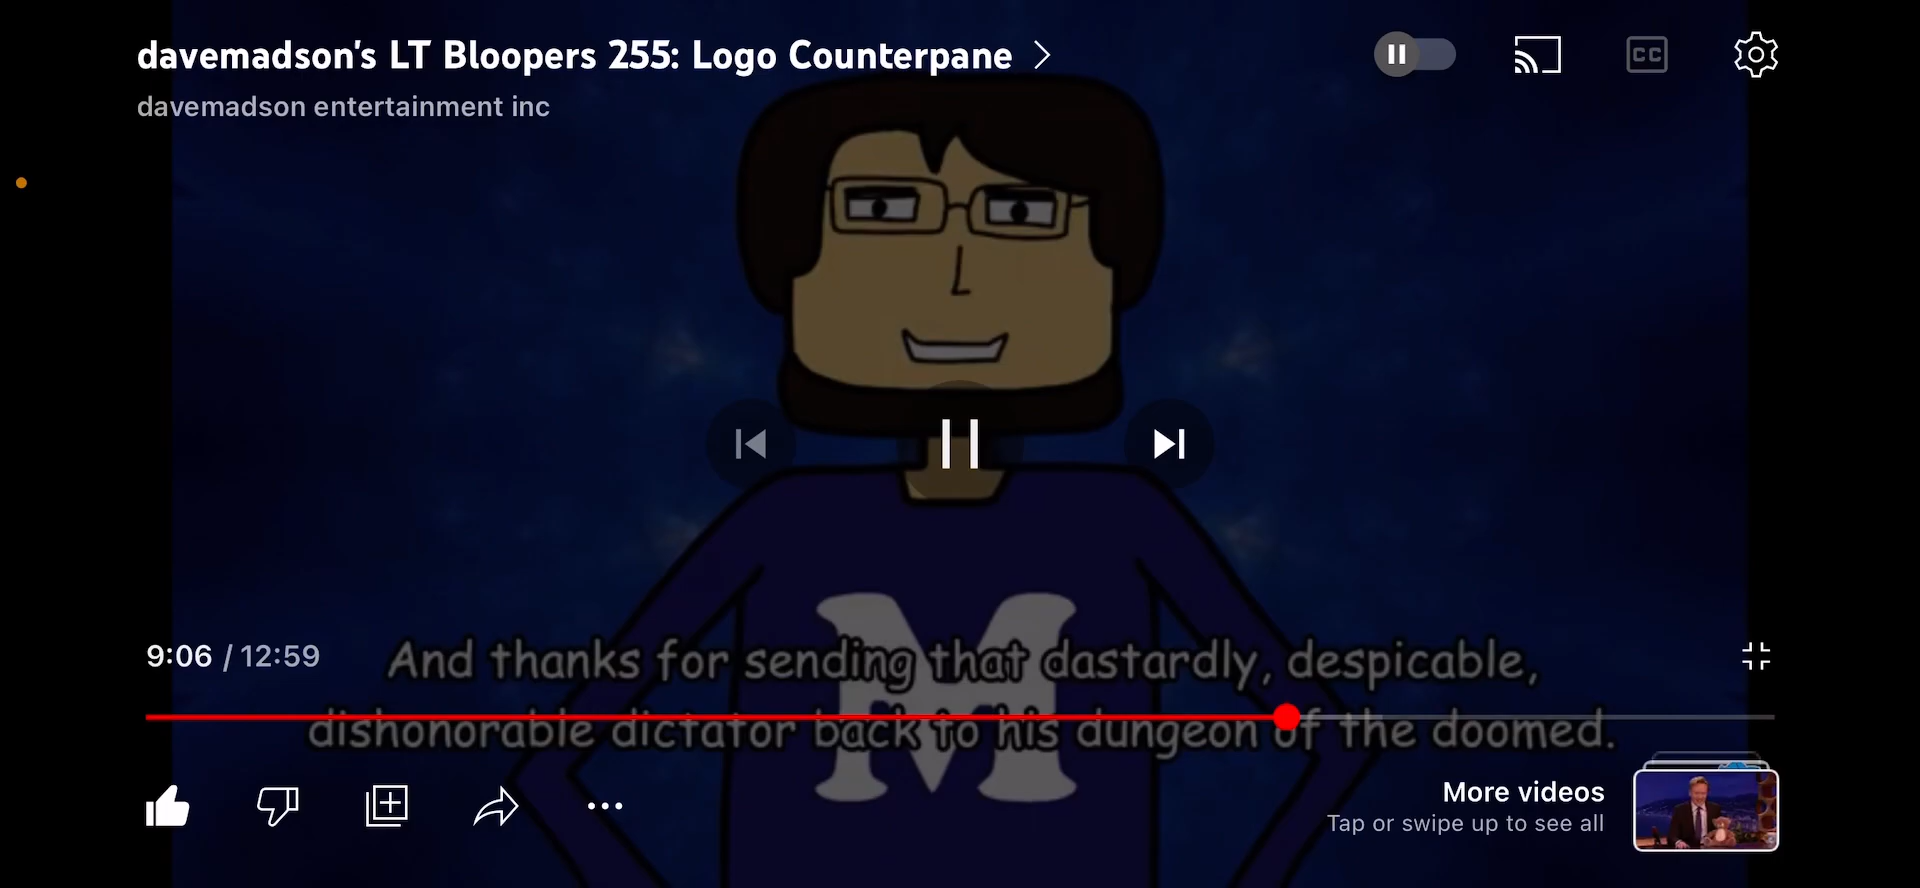 davemadson's LT Bloopers 255: Logo Counterpane
CC
davemadson entertainment inc
M
9:06 / 12:59
And thanks for sending that dastardly, despicable,
dishonorable dictator back to his dungeon of the doomed.
More videos
Tap or swipe up to see all